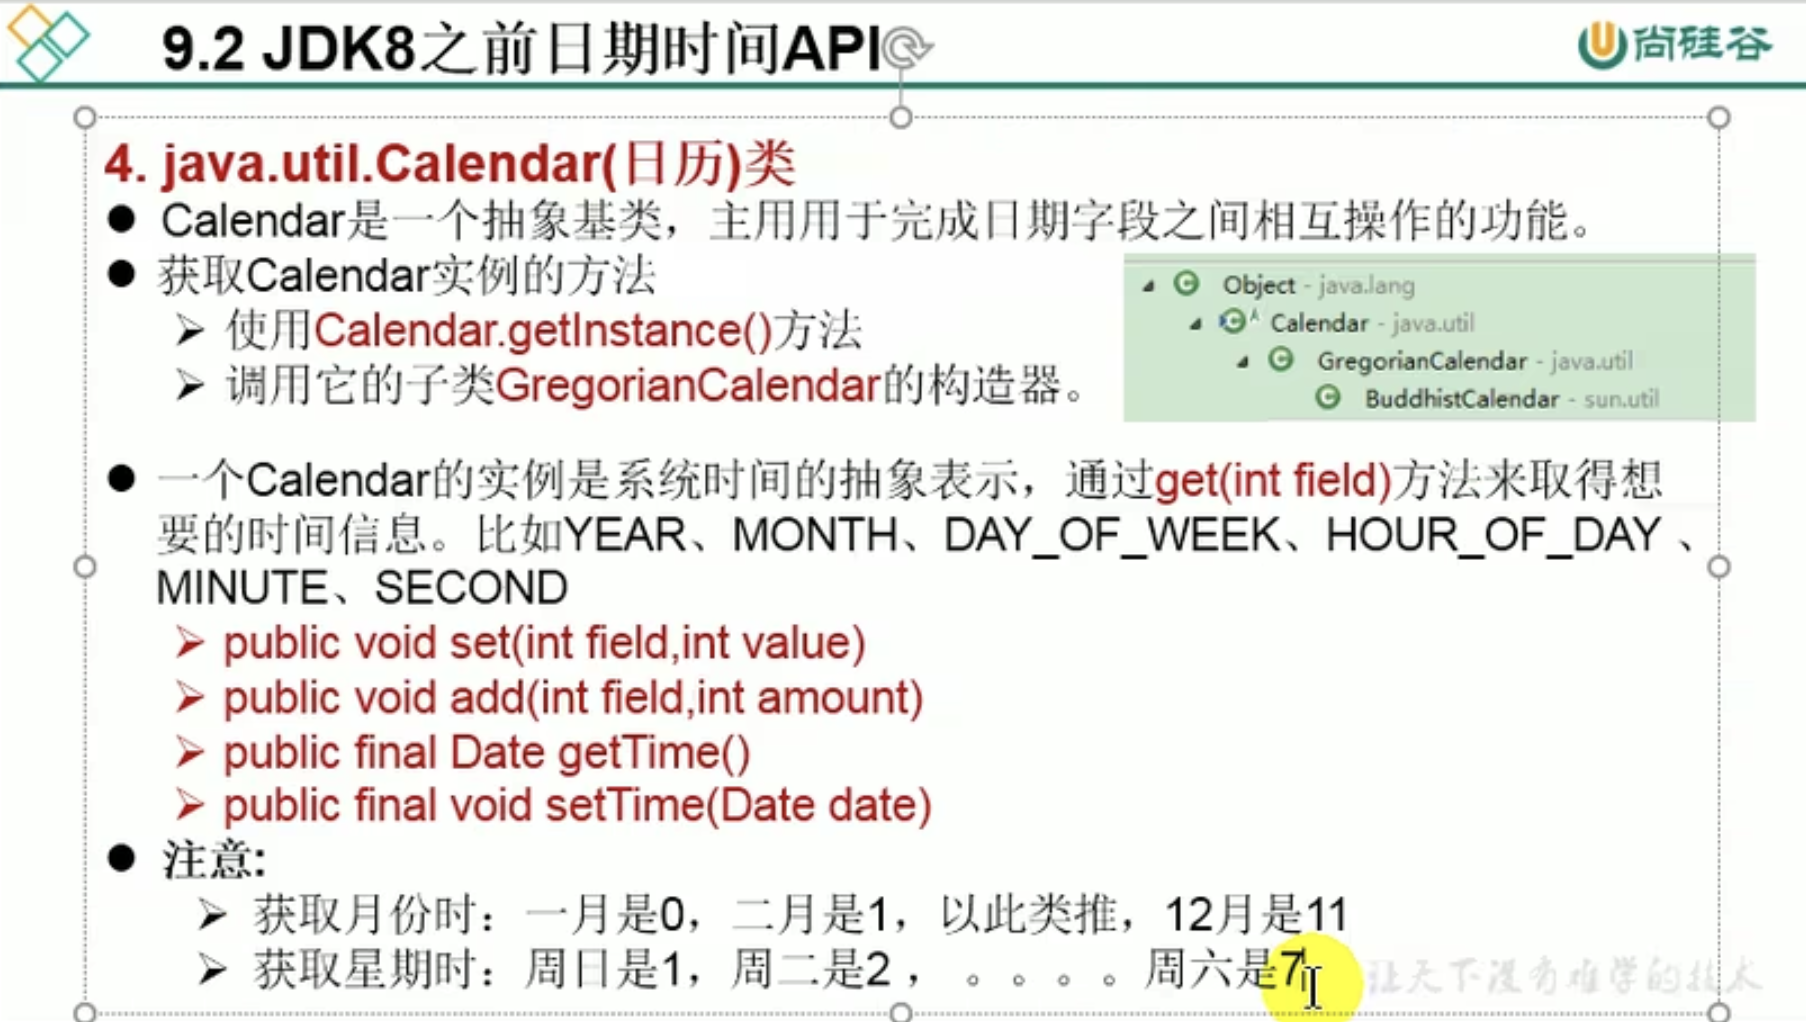 9.2 JDK8之前日期时间API
尚硅谷
4. java.util.Calendar(日历)类
Calendar是一个抽象基类，主用用于完成日期字段之间相互操作的功能。
获取Calendar实例的方法
使用Calendar.getInstance()方法
调用它的子类GregorianCalendar的构造器。
Object - java.lang
Calendar - java.util
GregorianCalendar - java.util
BuddhistCalendar - sun.util
一个Calendar的实例是系统时间的抽象表示，通过get(int field)方法来取得想
要的时间信息。比如YEAR、MONTH、DAY_OF_WEEK、HOUR_OF_DAY 、
MINUTE、SECOND
public void set(int field,int value)
public void add(int field,int amount)
public final Date getTime()
public final void setTime(Date date)
注意:
获取月份时：一月是0，二月是1，以此类推，12月是11
获取星期时：周日是1，周二是2 ， 。。。。周六是7
让天下没有难学的技术